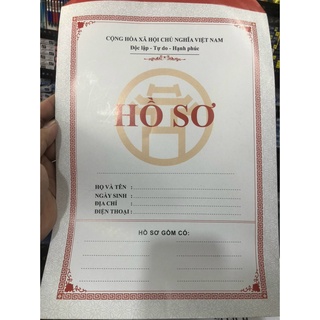 CỘNG HÒA XÃ HỘI CHỦ NGHĨA VIỆT NAM
Độc lập - Tự do - Hạnh phúc
HỒ SƠ
HỌ VÀ TÊN :
NGÀY SINH :
ĐỊA CHỈ :
ĐIỆN THOẠI :
HỒ SƠ GỒM CÓ: